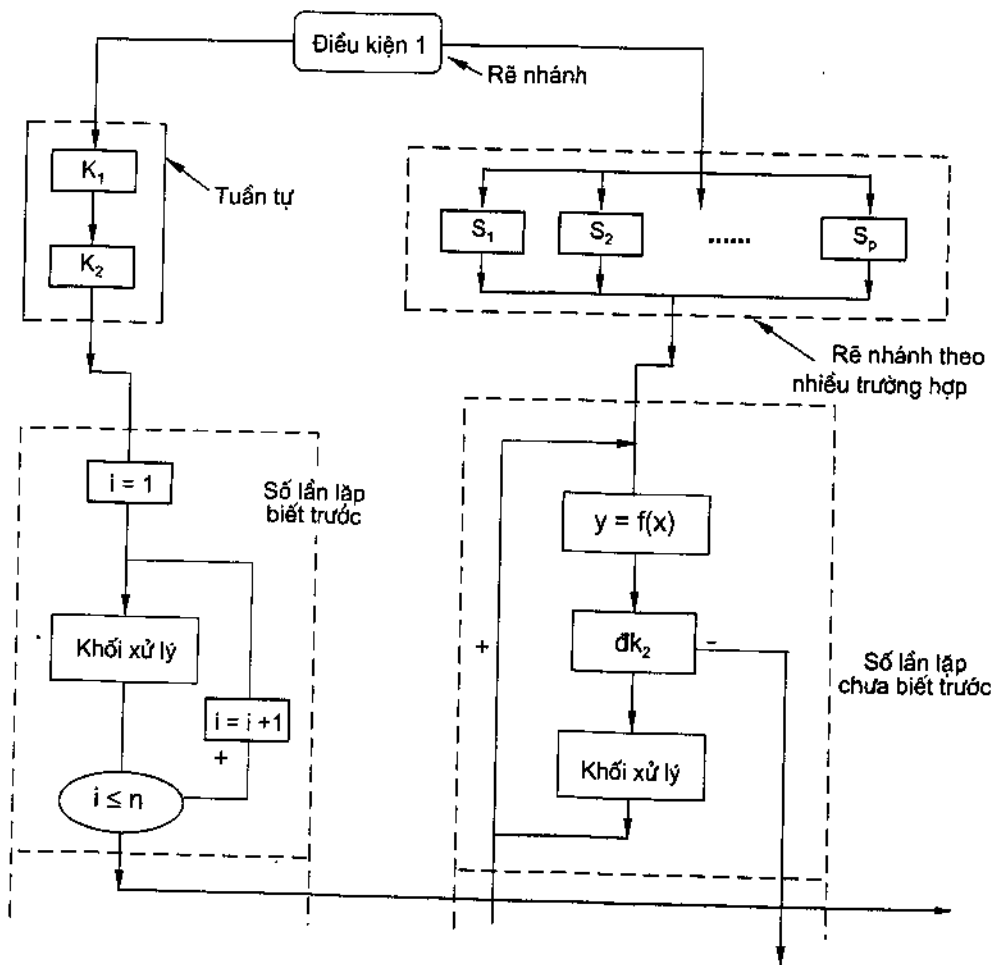 Điều kiện 1
Rẽ nhánh
K₁
Tuần tự
K₂
S₁
S₂
......
Sₚ
Rẽ nhánh theo
nhiều trường hợp
i = 1
Số lần lặp
biết trước
Khối xử lý
i = i +1
+
i ≤ n
y = f(x)
+
đk₂
-
Khối xử lý
Số lần lặp
chưa biết trước